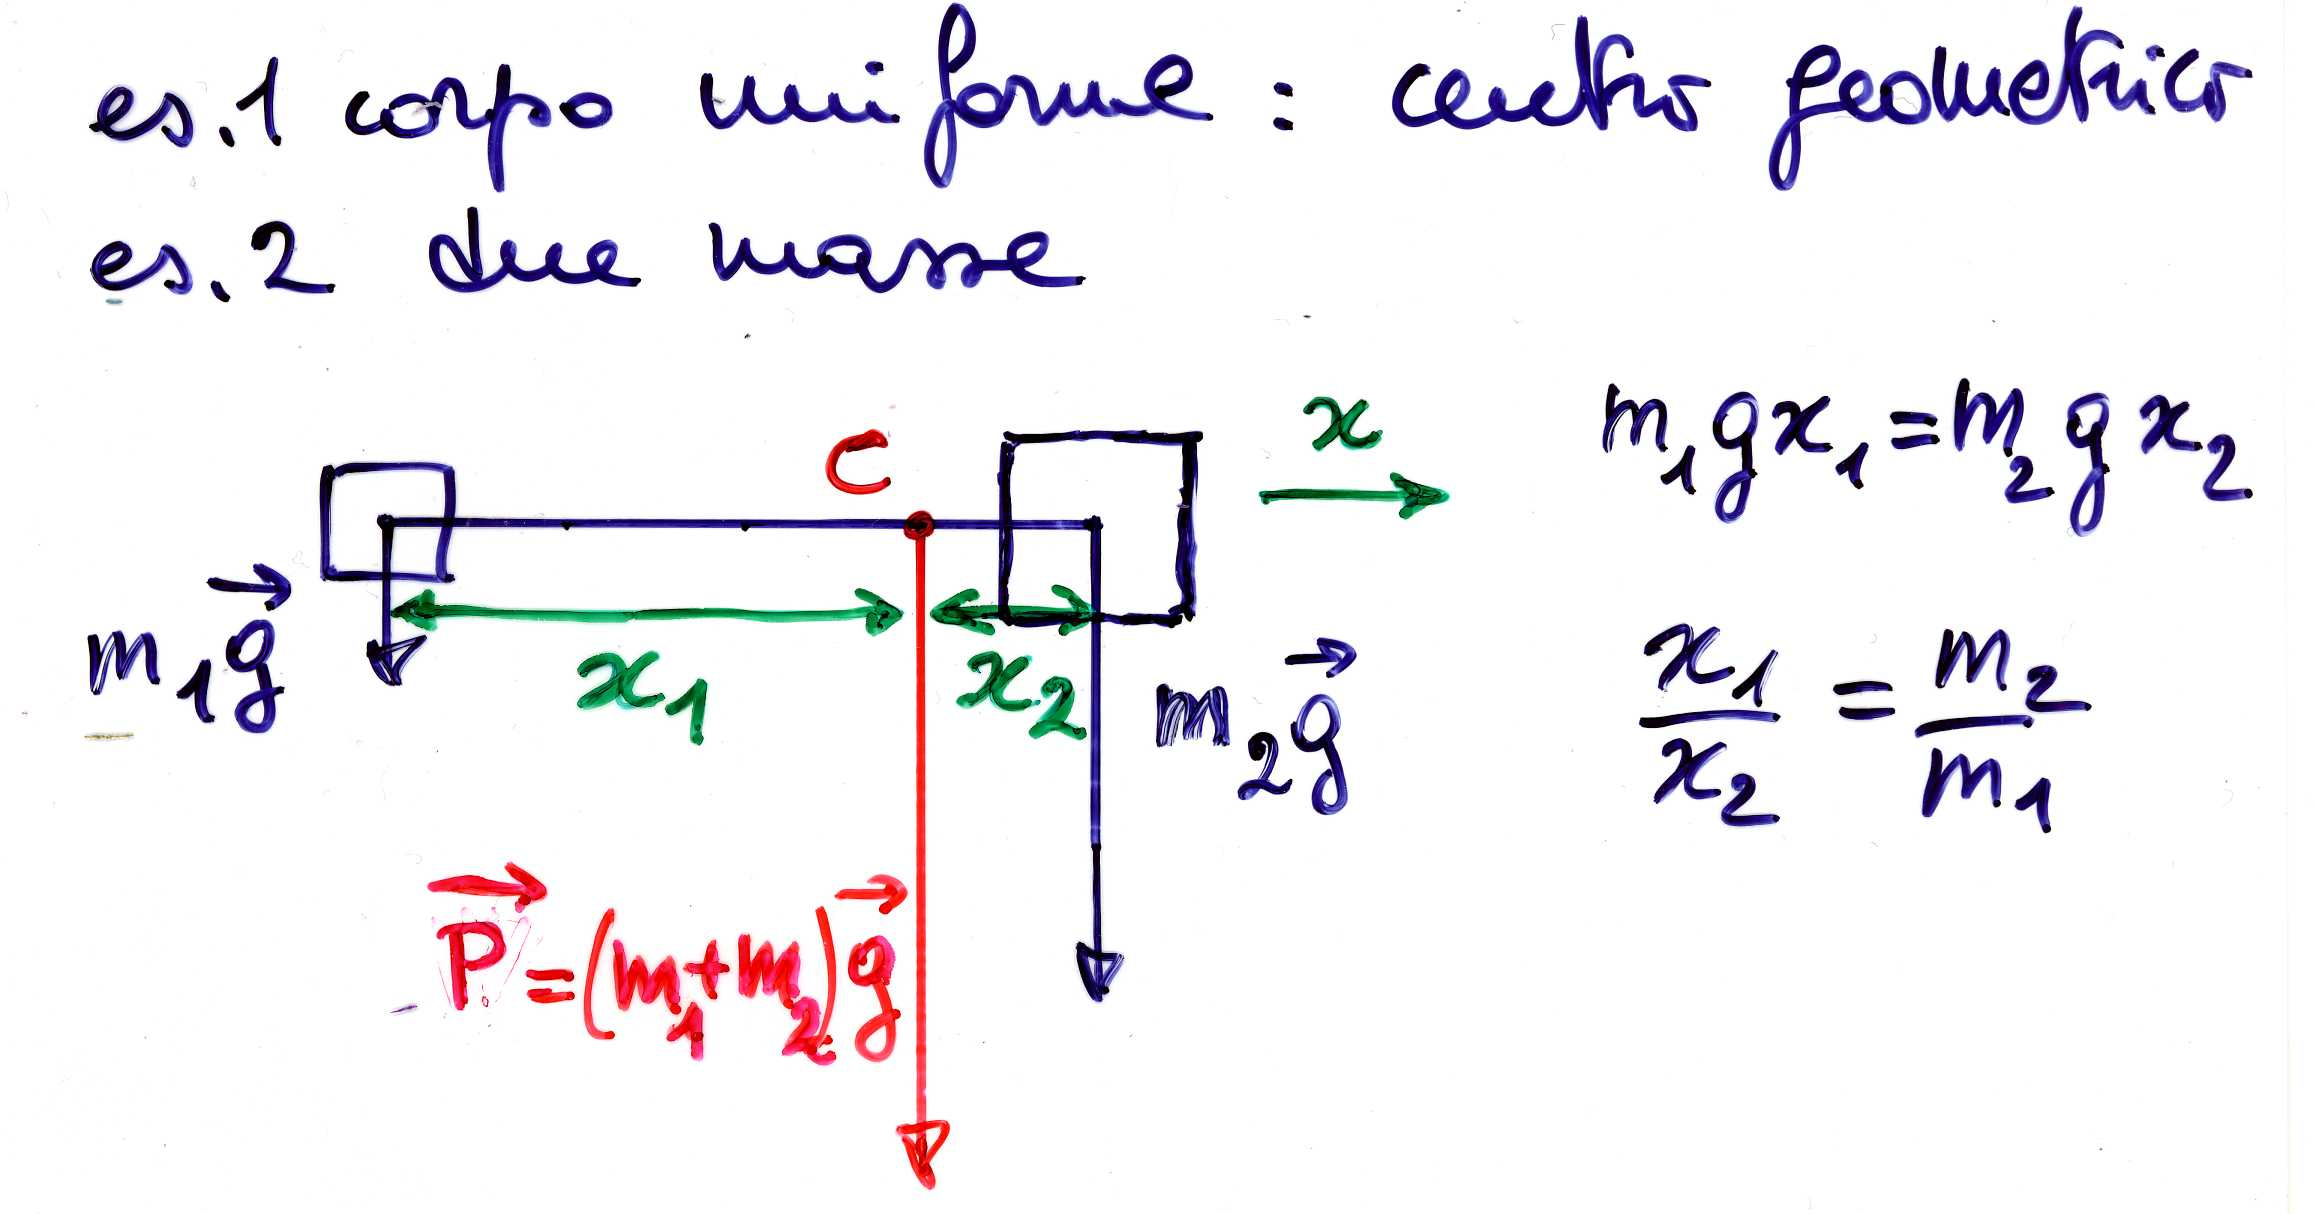 es.1 corpo uniforme : centro geometrico
es.2 due masse
C
x
m₁gx₁=m₂gx₂
m₁g⃗
x₁
x₂
m₂g⃗
x₁/x₂ = m₂/m₁
P⃗=(m₁+m₂)g⃗